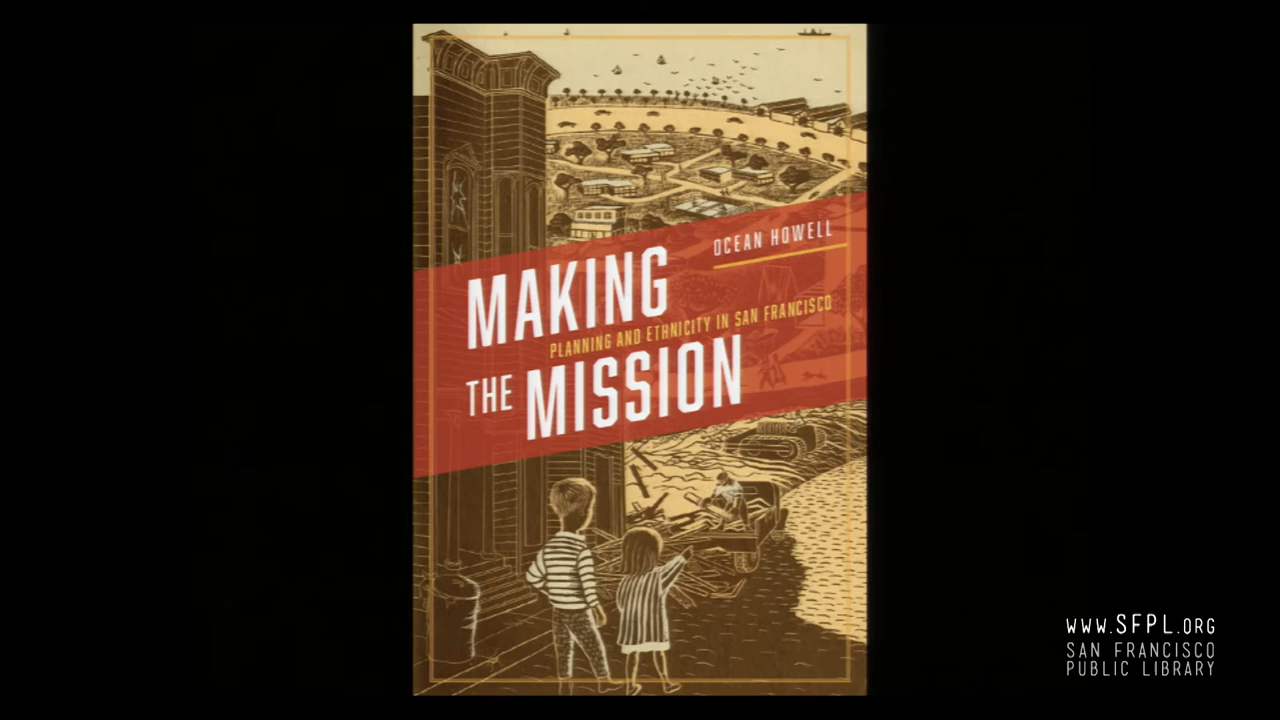 OCEAN HOWELL
MAKING
PLANNING AND ETHNICITY IN SAN FRANCISCO
THE MISSION
www.SFPL.ORG
SAN FRANCISCO
PUBLIC LIBRARY